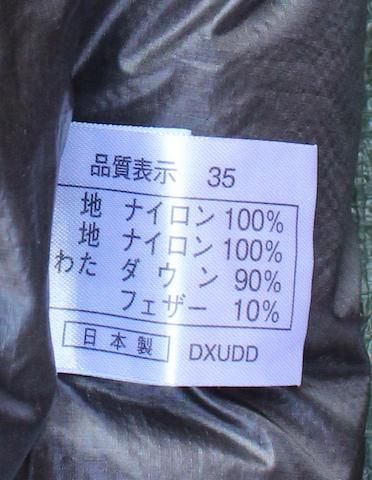 品質表示 35
地 ナイロン 100%
地 ナイロン 100%
わた ダウン 90%
フェザー 10%
日本製 DXUDD